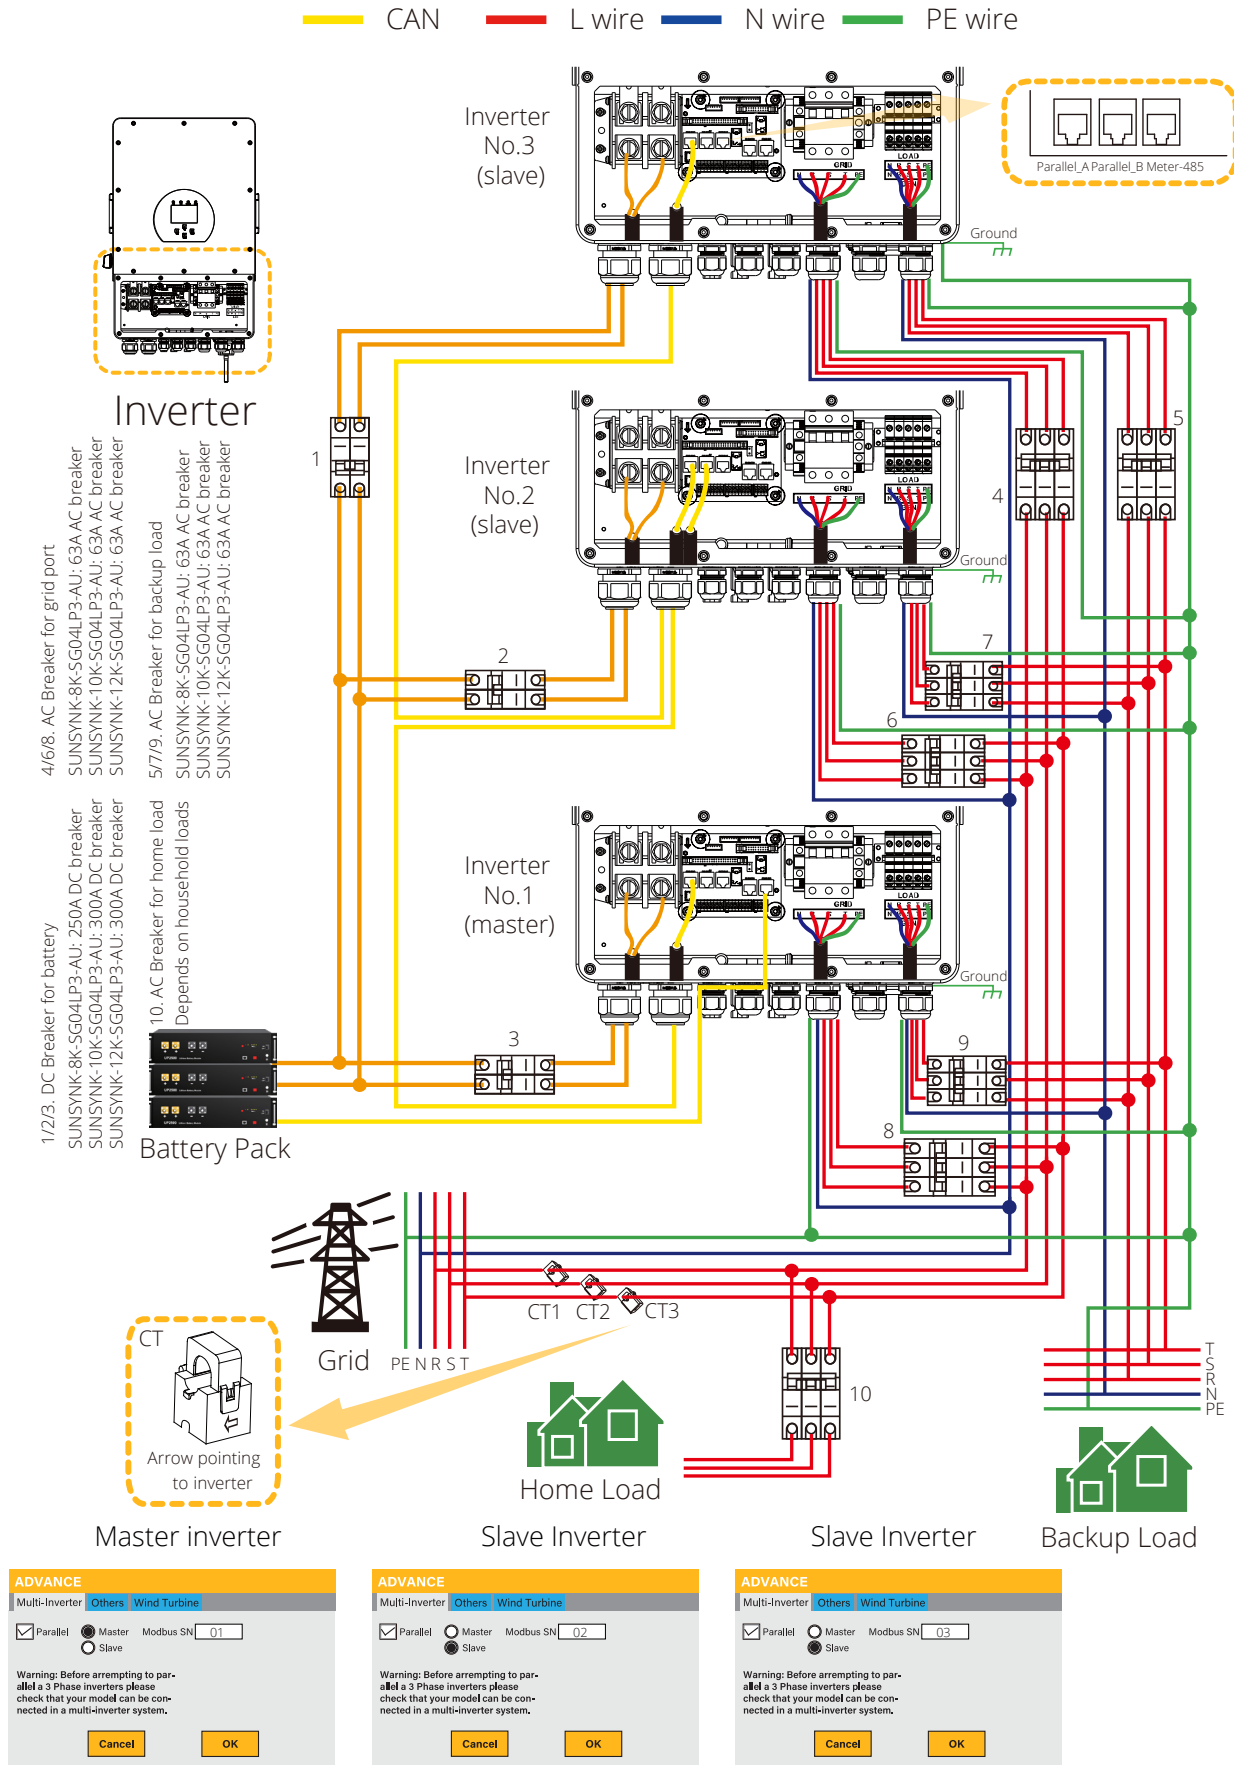 CAN
L wire
N wire
PE wire
Inverter
No.3
(slave)
Parallel_A Parallel_B Meter-485
LOAD
GRID
Ground
Inverter
1
5
4
Inverter
No.2
(slave)
LOAD
GRID
Ground
2
7
6
4/6/8. AC Breaker for grid port
SUNSYNK-8K-SG04LP3-AU: 63A AC breaker
SUNSYNK-10K-SG04LP3-AU: 63A AC breaker
SUNSYNK-12K-SG04LP3-AU: 63A AC breaker
5/7/9. AC Breaker for backup load
SUNSYNK-8K-SG04LP3-AU: 63A AC breaker
SUNSYNK-10K-SG04LP3-AU: 63A AC breaker
SUNSYNK-12K-SG04LP3-AU: 63A AC breaker
1/2/3. DC Breaker for battery
SUNSYNK-8K-SG04LP3-AU: 250A DC breaker
SUNSYNK-10K-SG04LP3-AU: 300A DC breaker
SUNSYNK-12K-SG04LP3-AU: 300A DC breaker
10. AC Breaker for home load
Depends on household loads
Inverter
No.1
(master)
LOAD
GRID
Ground
3
9
8
Battery Pack
CT1 CT2 CT3
Grid
PE N R S T
T
S
R
N
PE
10
CT
Arrow pointing
to inverter
Home Load
Backup Load
Master inverter
Slave Inverter
Slave Inverter
ADVANCE
Multi-Inverter Others Wind Turbine
Parallel Master Modbus SN 01
Slave
Warning: Before arrempting to par-
allel a 3 Phase inverters please
check that your model can be con-
nected in a multi-inverter system.
Cancel OK
ADVANCE
Multi-Inverter Others Wind Turbine
Parallel Master Modbus SN 02
Slave
Warning: Before arrempting to par-
allel a 3 Phase inverters please
check that your model can be con-
nected in a multi-inverter system.
Cancel OK
ADVANCE
Multi-Inverter Others Wind Turbine
Parallel Master Modbus SN 03
Slave
Warning: Before arrempting to par-
allel a 3 Phase inverters please
check that your model can be con-
nected in a multi-inverter system.
Cancel OK